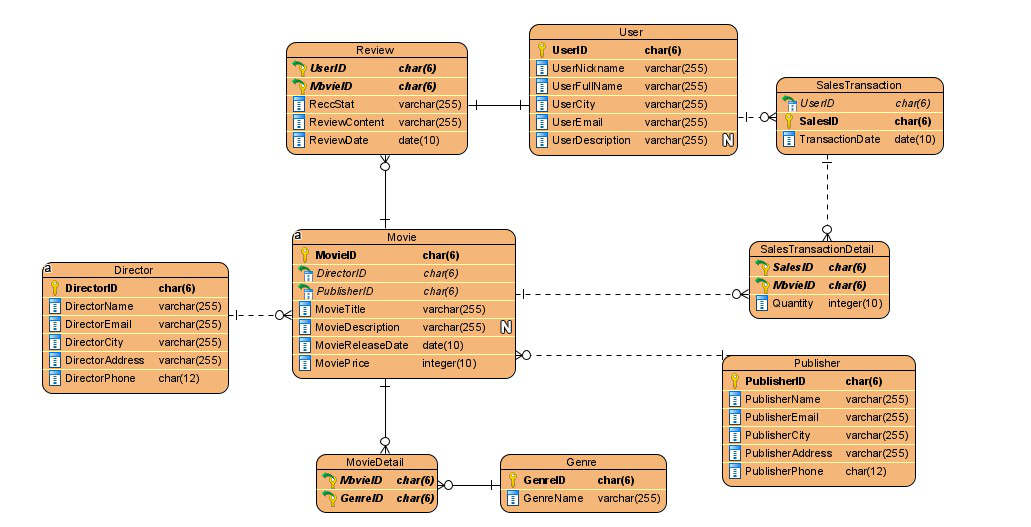 Review
UserID char(6)
MovieID char(6)
ReccStat varchar(255)
ReviewContent varchar(255)
ReviewDate date(10)
User
UserID char(6)
UserNickname varchar(255)
UserFullName varchar(255)
UserCity varchar(255)
UserEmail varchar(255)
UserDescription varchar(255) N
SalesTransaction
UserID char(6)
SalesID char(6)
TransactionDate date(10)
a
Director
DirectorID char(6)
DirectorName varchar(255)
DirectorEmail varchar(255)
DirectorCity varchar(255)
DirectorAddress varchar(255)
DirectorPhone char(12)
a
Movie
MovieID char(6)
DirectorID char(6)
PublisherID char(6)
MovieTitle varchar(255)
MovieDescription varchar(255) N
MovieReleaseDate date(10)
MoviePrice integer(10)
SalesTransactionDetail
SalesID char(6)
MovieID char(6)
Quantity integer(10)
Publisher
PublisherID char(6)
PublisherName varchar(255)
PublisherEmail varchar(255)
PublisherCity varchar(255)
PublisherAddress varchar(255)
PublisherPhone char(12)
MovieDetail
MovieID char(6)
GenreID char(6)
Genre
GenreID char(6)
GenreName varchar(255)